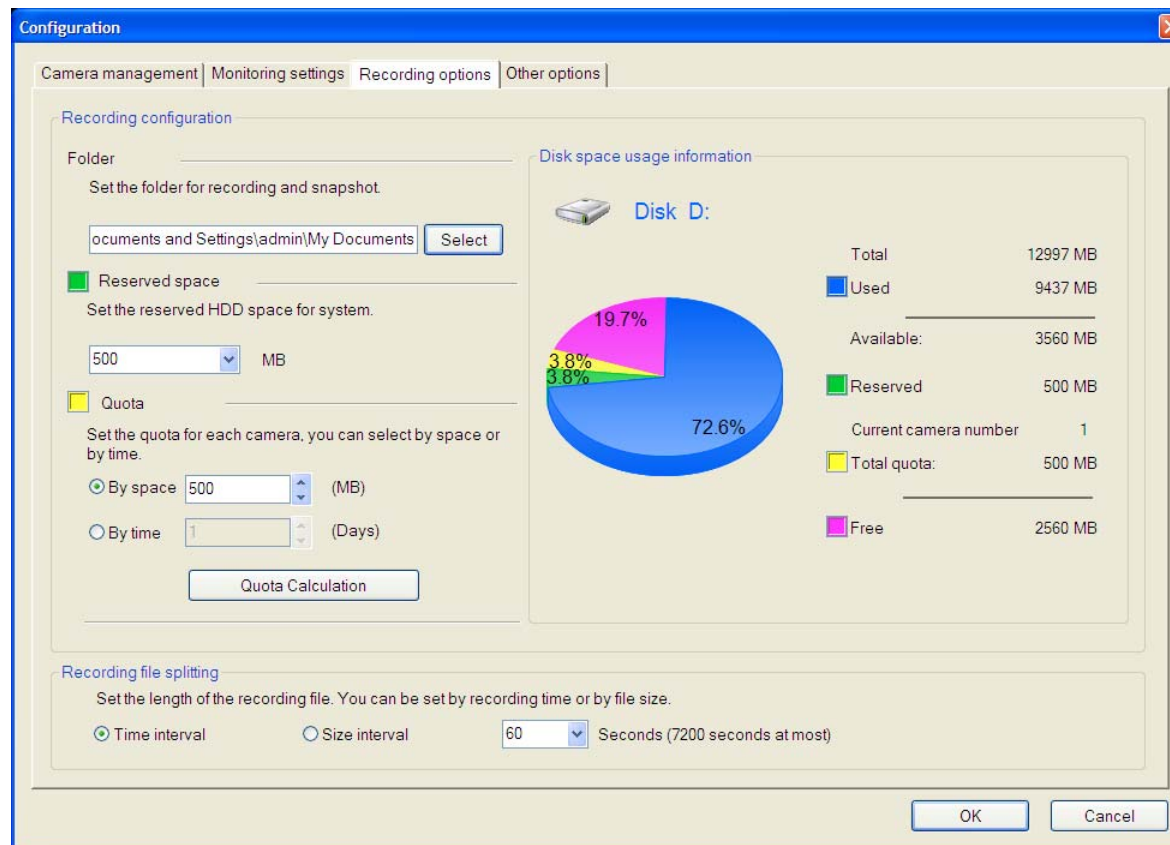 Configuration
Camera management
Monitoring settings
Recording options
Other options
Recording configuration
Folder
Set the folder for recording and snapshot.
ocuments and Settings\admin\My Documents
Select
Reserved space
Set the reserved HDD space for system.
500
MB
Quota
Set the quota for each camera, you can select by space or
by time.
By space
500
(MB)
By time
1
(Days)
Quota Calculation
Disk space usage information
Disk D:
19.7%
3.8%
3.8%
72.6%
Total 12997 MB
Used 9437 MB
Available: 3560 MB
Reserved 500 MB
Current camera number 1
Total quota: 500 MB
Free 2560 MB
Recording file splitting
Set the length of the recording file. You can be set by recording time or by file size.
Time interval
Size interval
60
Seconds (7200 seconds at most)
OK
Cancel